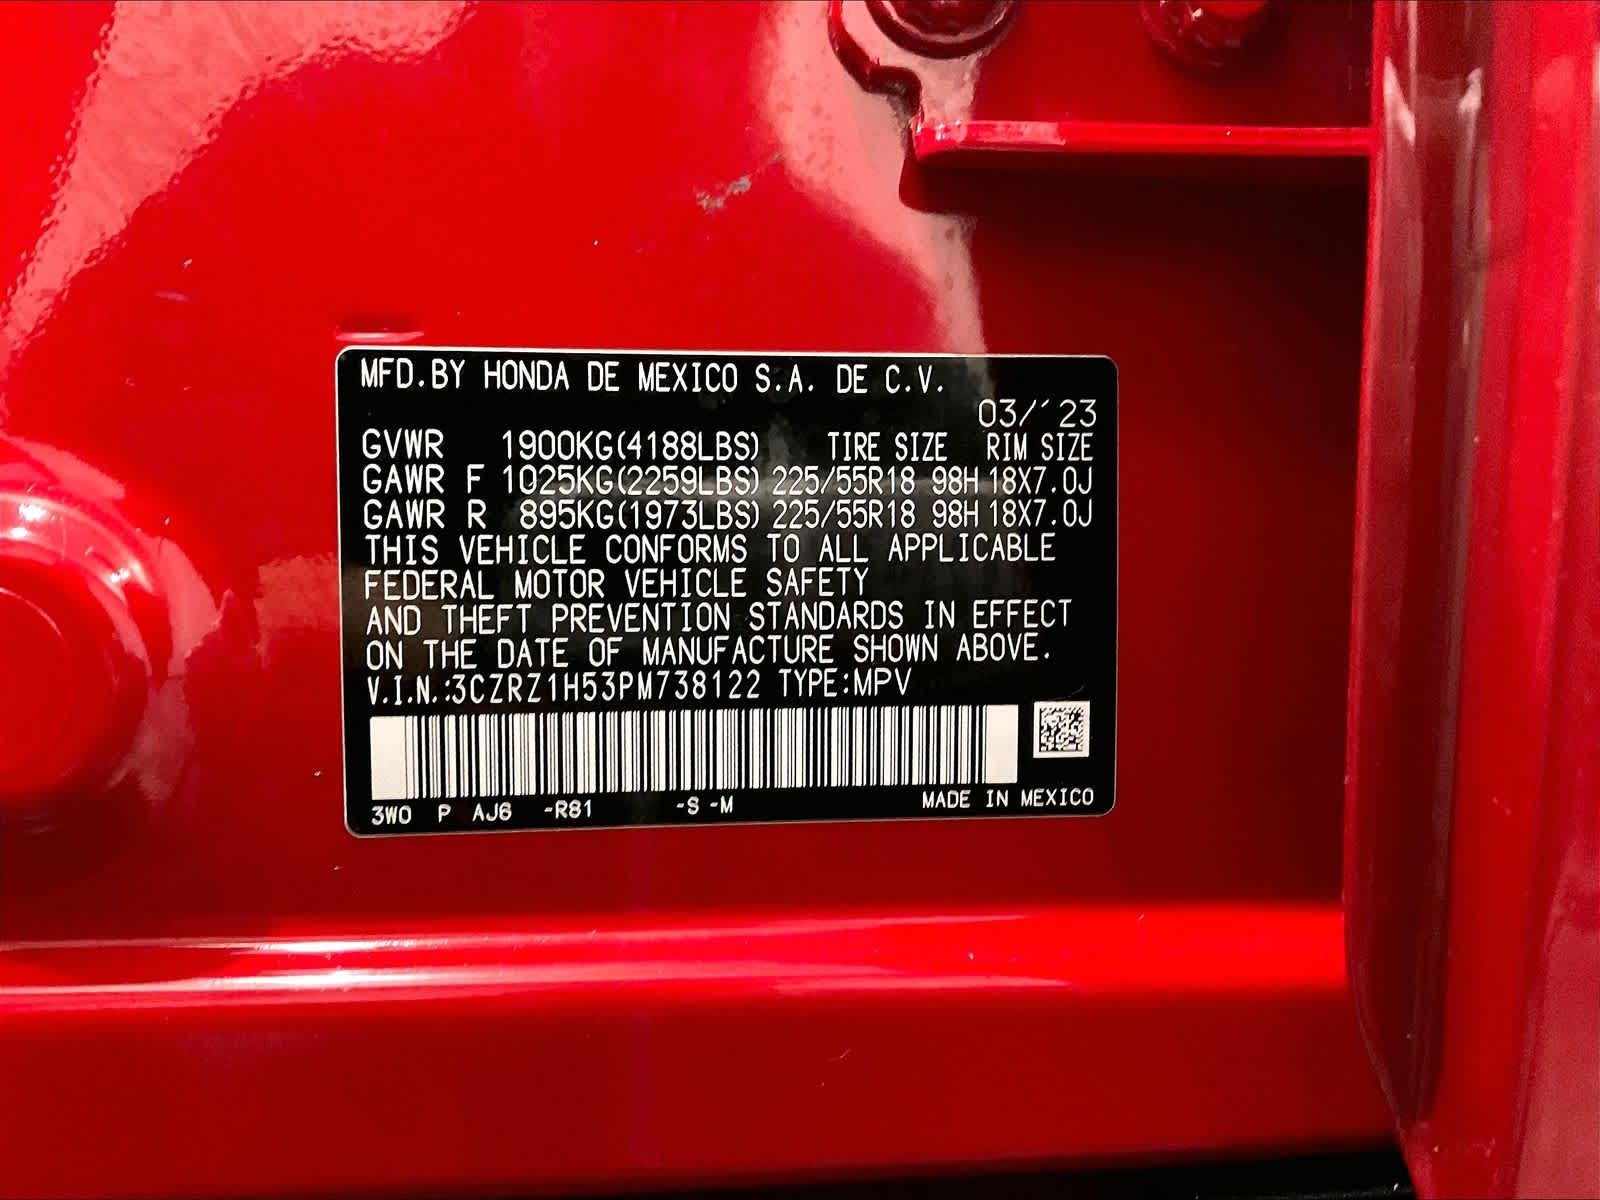 MFD.BY HONDA DE MEXICO S.A. DE C.V.
03/´23
GVWR 1900KG(4188LBS) TIRE SIZE RIM SIZE
GAWR F 1025KG(2259LBS) 225/55R18 98H 18X7.0J
GAWR R 895KG(1973LBS) 225/55R18 98H 18X7.0J
THIS VEHICLE CONFORMS TO ALL APPLICABLE
FEDERAL MOTOR VEHICLE SAFETY
AND THEFT PREVENTION STANDARDS IN EFFECT
ON THE DATE OF MANUFACTURE SHOWN ABOVE.
V.I.N.:3CZRZ1H53PM738122 TYPE:MPV
3W0 P AJ6 -R81 -S -M MADE IN MEXICO